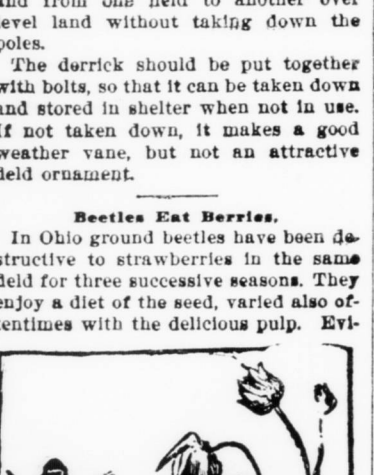 and from one field to another over
level land without taking down the
poles.
The derrick should be put together
with bolts, so that it can be taken down
and stored in shelter when not in use.
If not taken down, it makes a good
weather vane, but not an attractive
field ornament.
Beetles Eat Berries.
In Ohio ground beetles have been de-
structive to strawberries in the same
field for three successive seasons. They
enjoy a diet of the seed, varied also of-
tentimes with the delicious pulp. Evi-